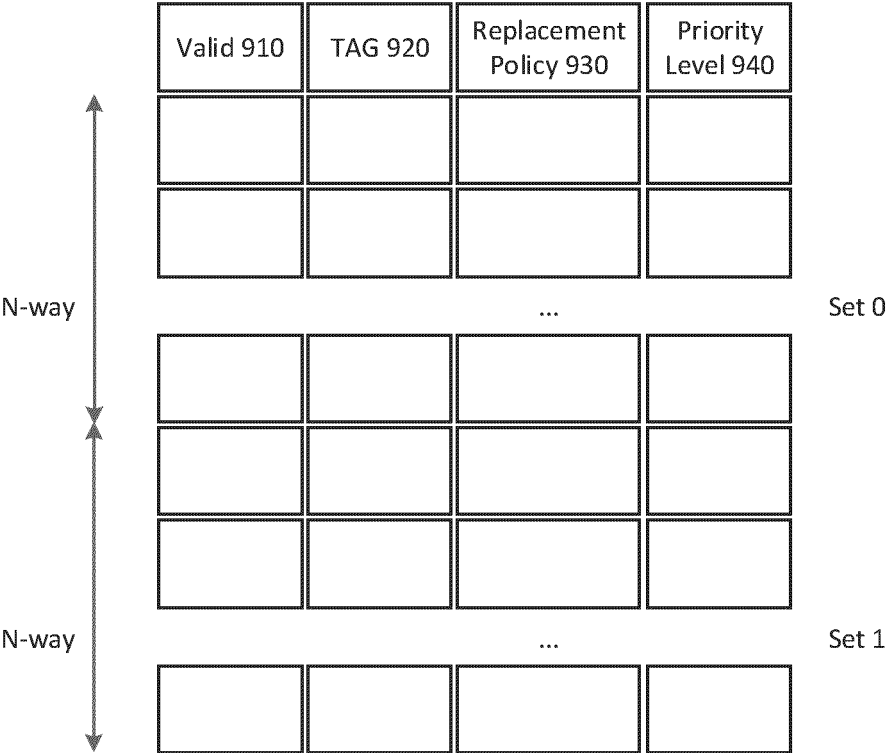 Valid 910
TAG 920
Replacement
Policy 930
Priority
Level 940
N-way
...
Set 0
N-way
...
Set 1